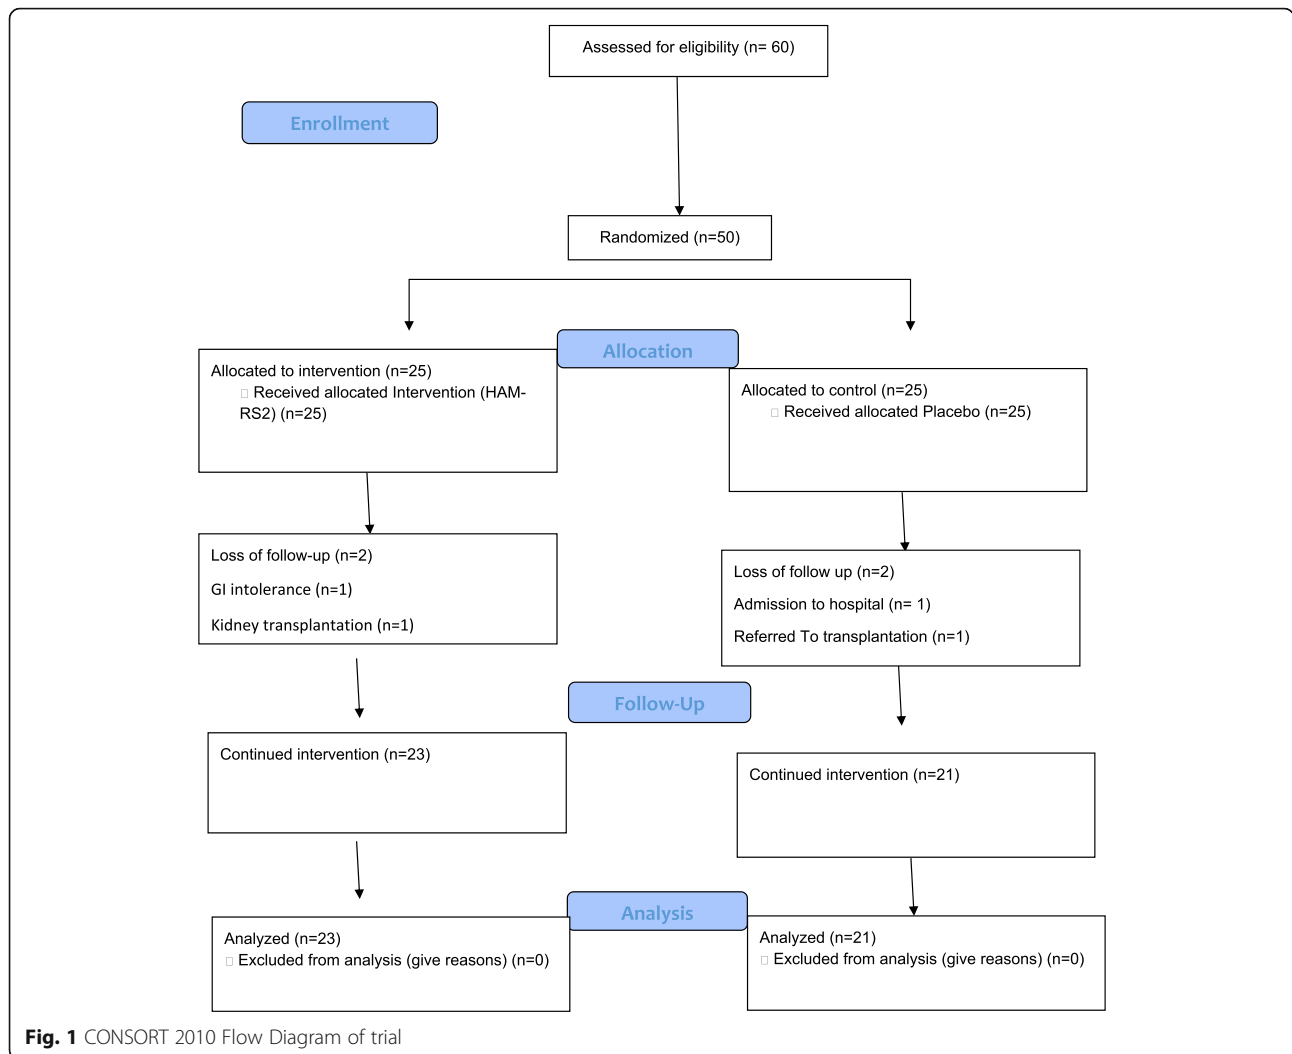 Assessed for eligibility (n= 60)
Enrollment
Randomized (n=50)
Allocation
Allocated to intervention (n=25)
□ Received allocated Intervention (HAM-
RS2) (n=25)
Allocated to control (n=25)
□ Received allocated Placebo (n=25)
Loss of follow-up (n=2)
GI intolerance (n=1)
Kidney transplantation (n=1)
Loss of follow up (n=2)
Admission to hospital (n= 1)
Referred To transplantation (n=1)
Follow-Up
Continued intervention (n=23)
Continued intervention (n=21)
Analysis
Analyzed (n=23)
□ Excluded from analysis (give reasons) (n=0)
Analyzed (n=21)
□ Excluded from analysis (give reasons) (n=0)
Fig. 1 CONSORT 2010 Flow Diagram of trial